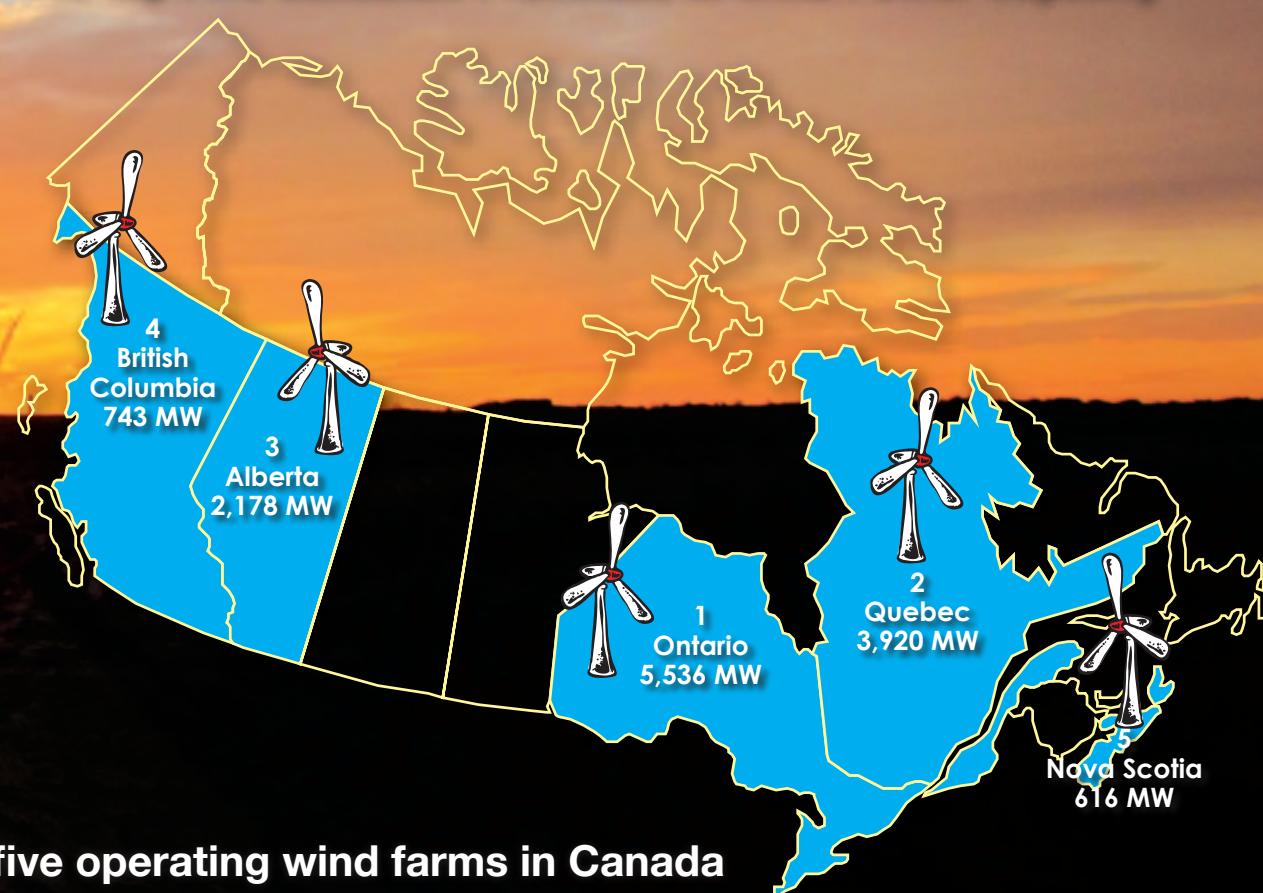 4
British
Columbia
743 MW
3
Alberta
2,178 MW
1
Ontario
5,536 MW
2
Quebec
3,920 MW
5
Nova Scotia
616 MW
five operating wind farms in Canada